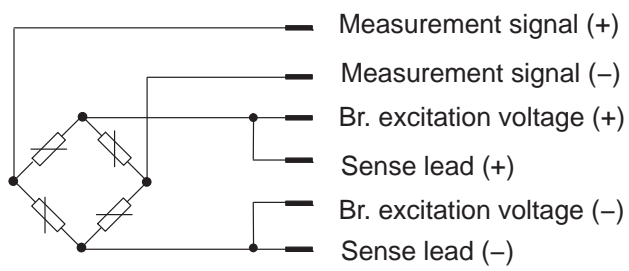 Measurement signal (+)
Measurement signal (−)
Br. excitation voltage (+)
Sense lead (+)
Br. excitation voltage (−)
Sense lead (−)